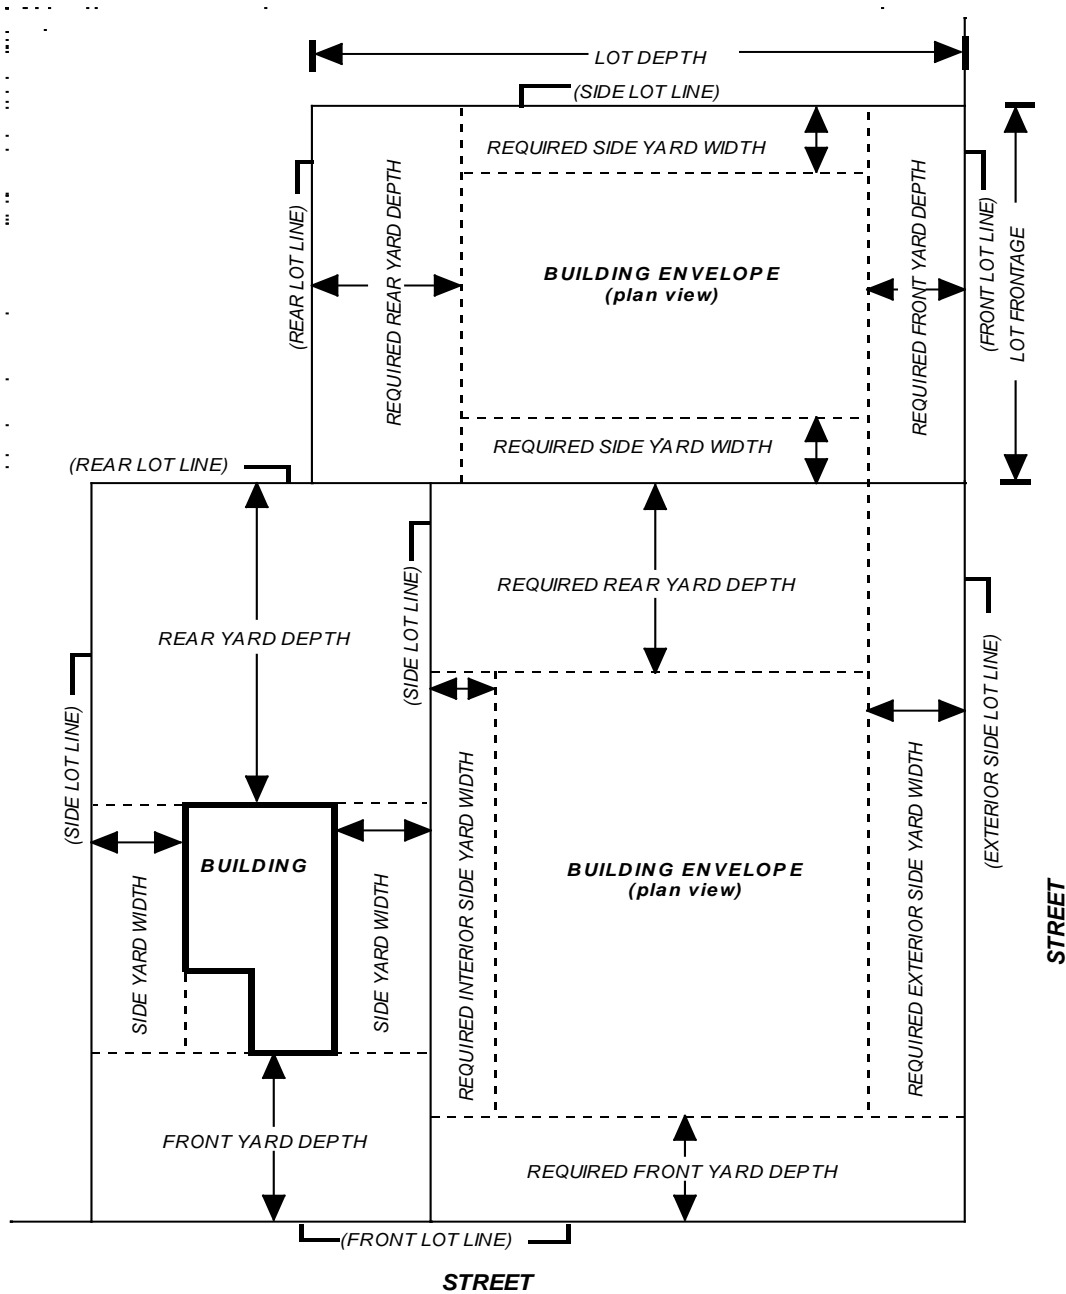 LOT DEPTH
(SIDE LOT LINE)
REQUIRED SIDE YARD WIDTH
(REAR LOT LINE)
REQUIRED REAR YARD DEPTH
BUILDING ENVELOPE
(plan view)
REQUIRED FRONT YARD DEPTH
(FRONT LOT LINE)
LOT FRONTAGE
REQUIRED SIDE YARD WIDTH
(REAR LOT LINE)
(SIDE LOT LINE)
REQUIRED REAR YARD DEPTH
REAR YARD DEPTH
(SIDE LOT LINE)
(EXTERIOR SIDE LOT LINE)
BUILDING
SIDE YARD WIDTH
SIDE YARD WIDTH
REQUIRED INTERIOR SIDE YARD WIDTH
BUILDING ENVELOPE
(plan view)
REQUIRED EXTERIOR SIDE YARD WIDTH
STREET
FRONT YARD DEPTH
REQUIRED FRONT YARD DEPTH
(FRONT LOT LINE)
STREET